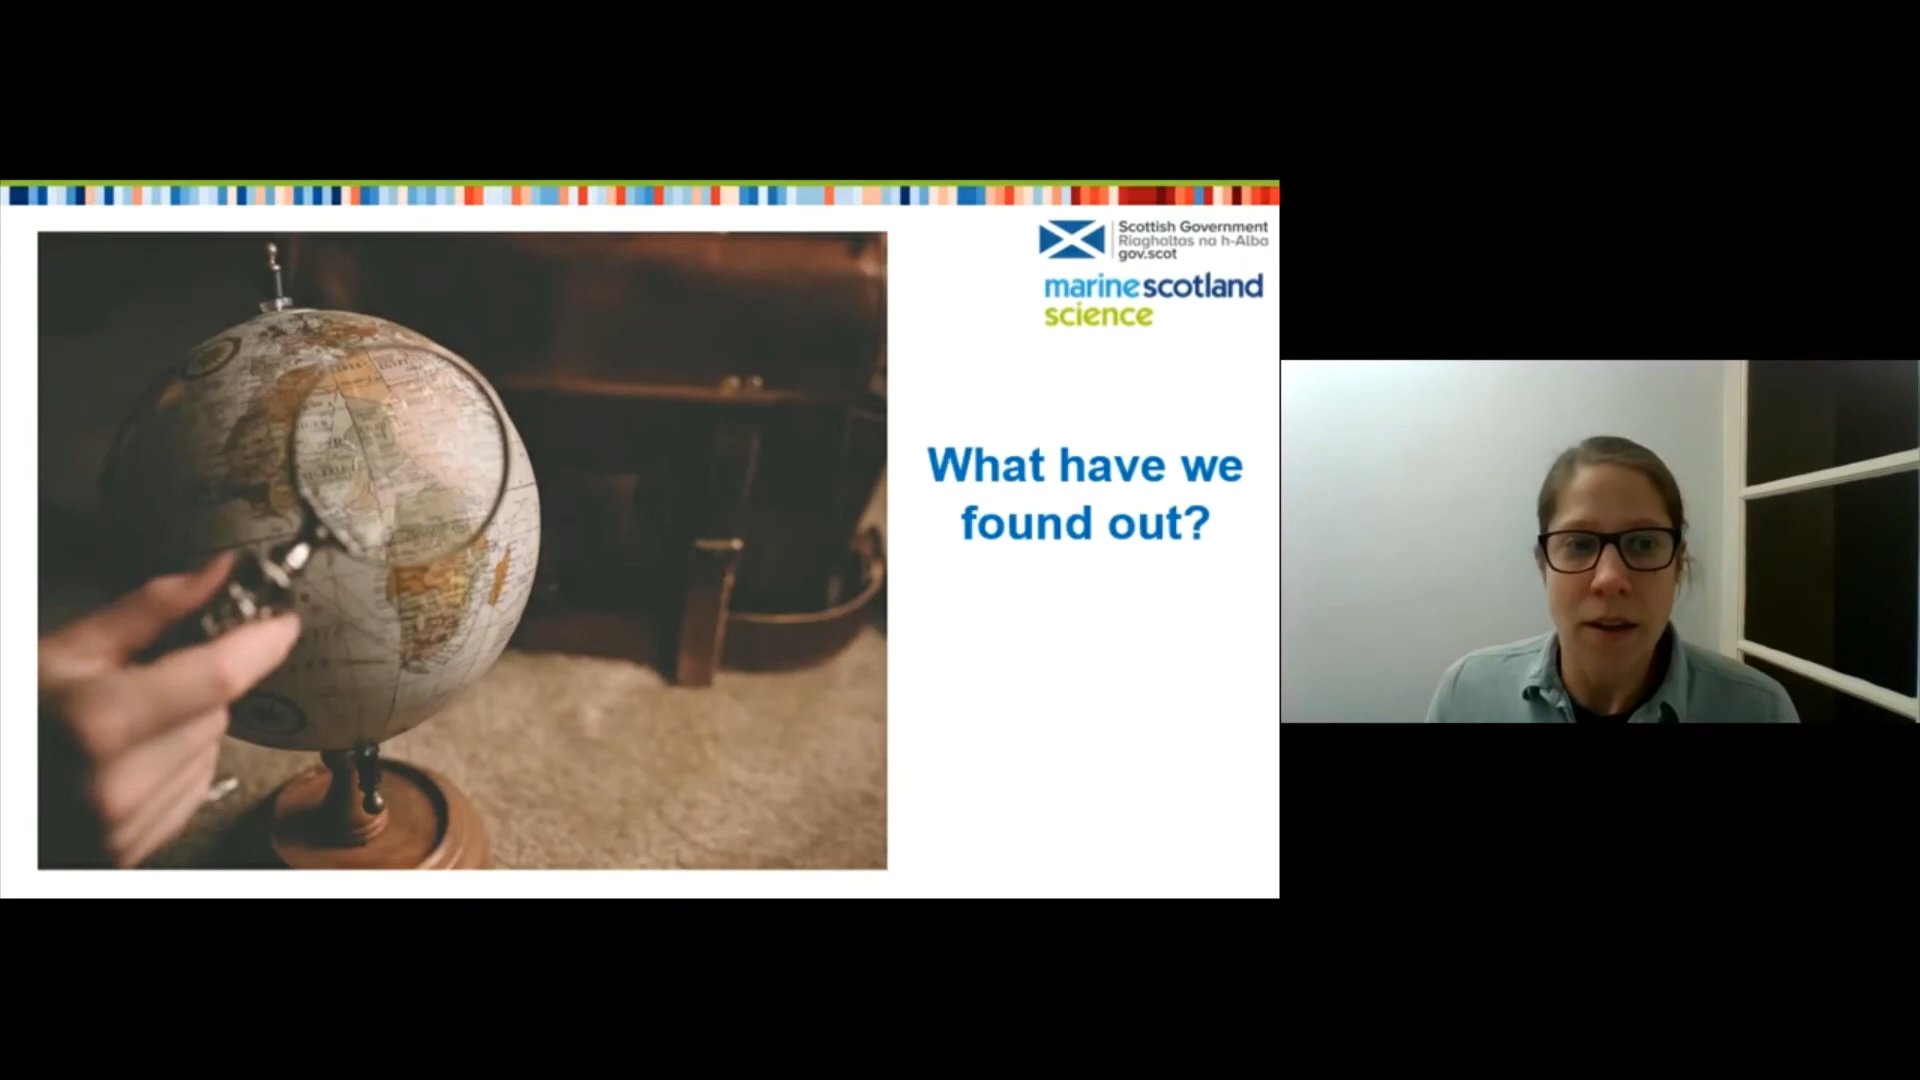 Scottish Government
Riaghaltas na h-Alba
gov.scot
marinescotland
science
What have we
found out?